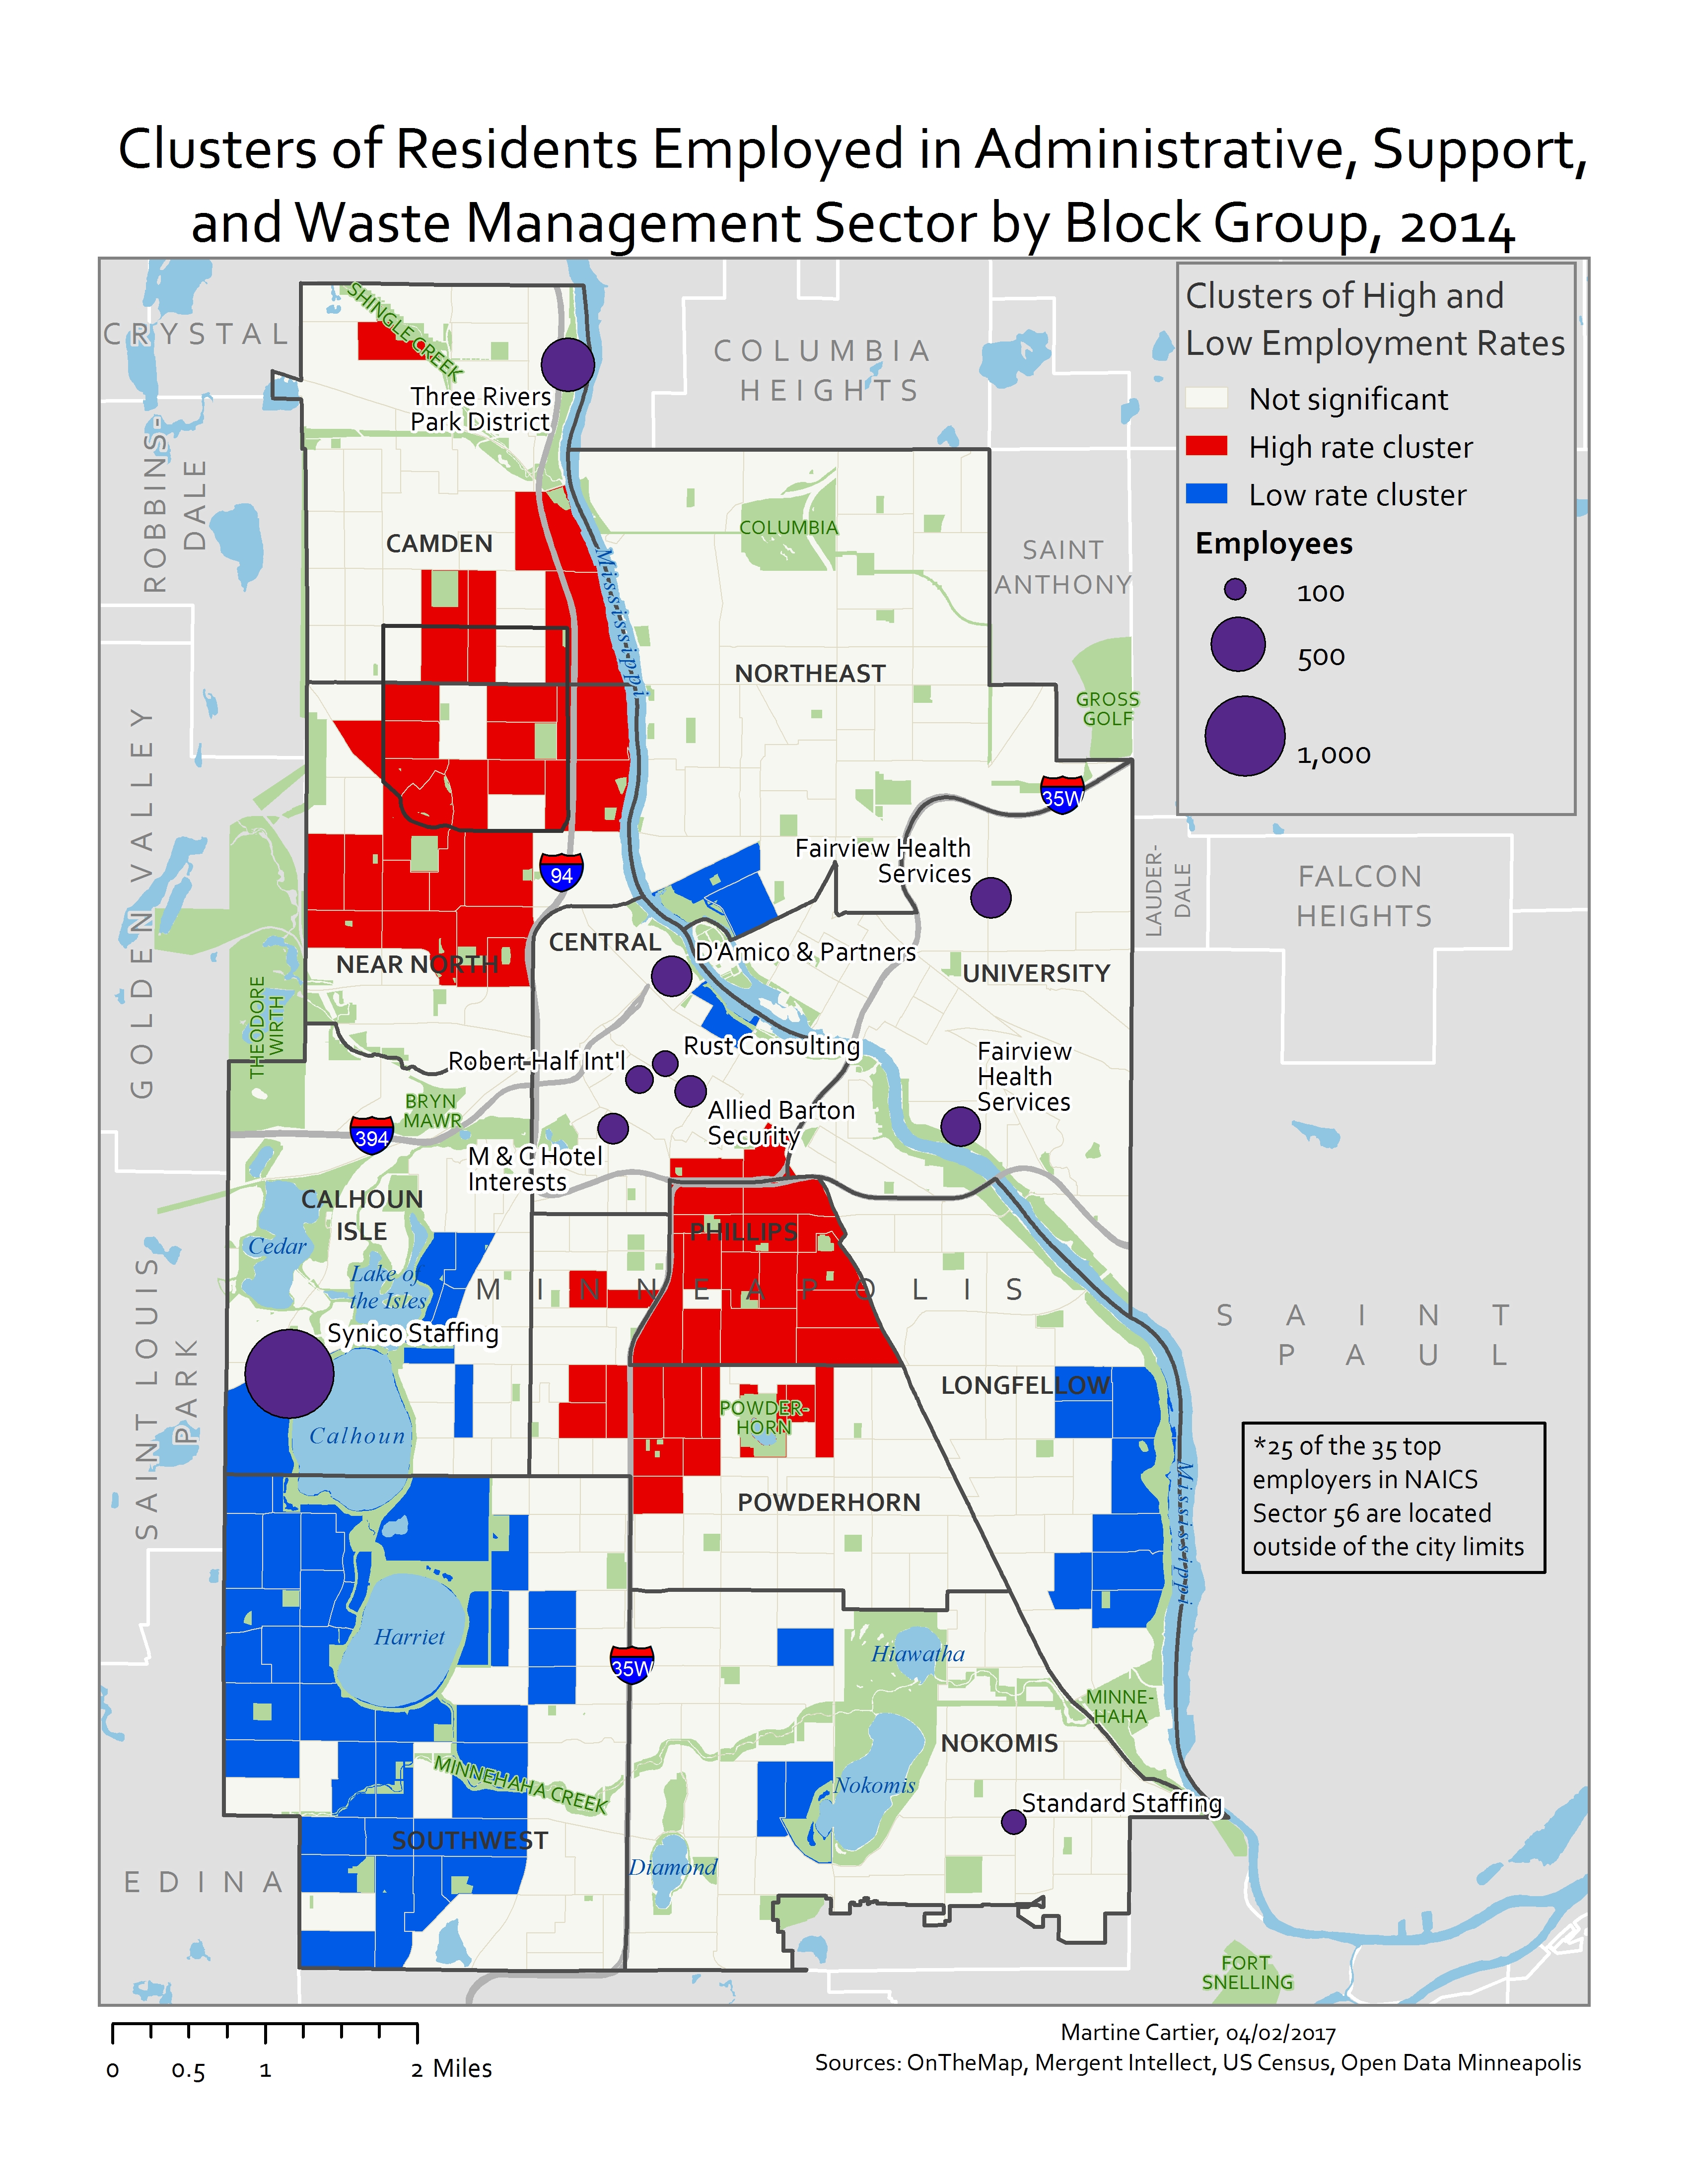 Clusters of Residents Employed in Administrative, Support,
and Waste Management Sector by Block Group, 2014
Clusters of High and
Low Employment Rates
Not significant
High rate cluster
Low rate cluster
Employees
100
500
1,000
CRYSTAL
SHINGLE CREEK
COLUMBIA
HEIGHTS
Three Rivers
Park District
ROBBINS-
DALE
CAMDEN
COLUMBIA
SAINT
ANTHONY
Mississippi
NORTHEAST
GROSS
GOLF
GOLDEN VALLEY
35W
94
Fairview Health
Services
LAUDER-
DALE
FALCON
HEIGHTS
CENTRAL
D'Amico & Partners
NEAR NORTH
UNIVERSITY
THEODORE
WIRTH
Robert Half Int'l
Rust Consulting
Fairview
Health
Services
BRYN
MAWR
394
Allied Barton
Security
M & C Hotel
Interests
CALHOUN
ISLE
PHILLIPS
Cedar
Lake of
the Isles
MINNEAPOLIS
SAINT
PAUL
SAINT LOUIS
PARK
Synico Staffing
LONGFELLOW
POWDER-
HORN
Calhoun
*25 of the 35 top
employers in NAICS
Sector 56 are located
outside of the city limits
POWDERHORN
Mississippi
Harriet
Hiawatha
35W
MINNE-
HAHA
NOKOMIS
MINNEHAHA CREEK
Nokomis
Standard Staffing
SOUTHWEST
Diamond
EDINA
FORT
SNELLING
0 0.5 1 2 Miles
Martine Cartier, 04/02/2017
Sources: OnTheMap, Mergent Intellect, US Census, Open Data Minneapolis